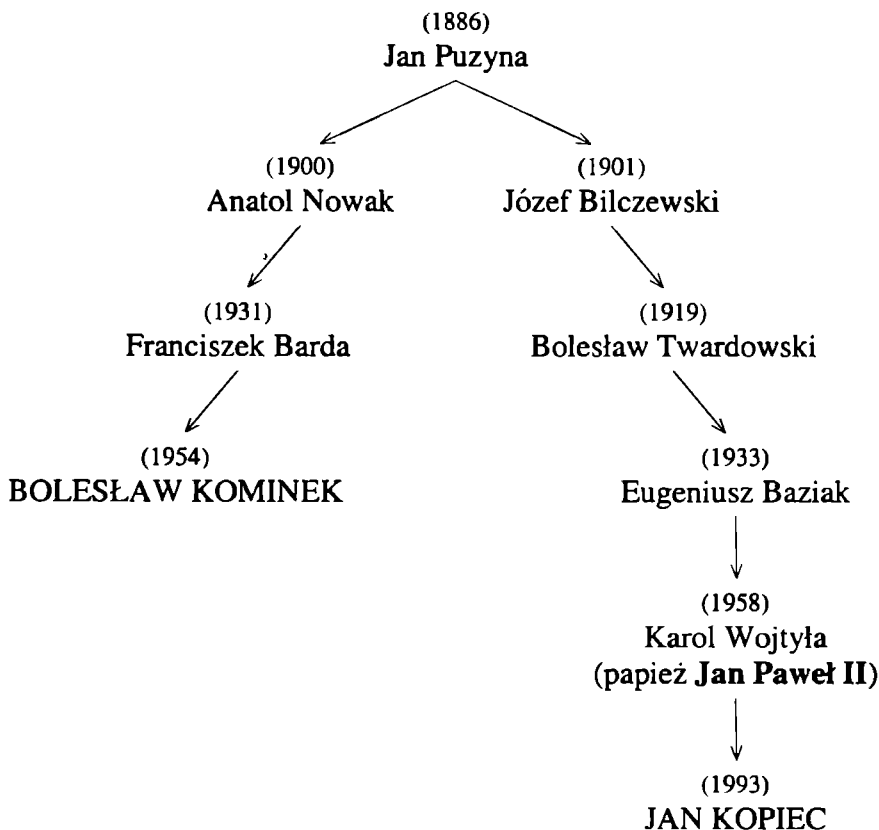 (1886)
Jan Puzyna
(1900)
Anatol Nowak
(1901)
Józef Bilczewski
(1931)
Franciszek Barda
(1919)
Bolesław Twardowski
(1954)
BOLESŁAW KOMINEK
(1933)
Eugeniusz Baziak
(1958)
Karol Wojtyła
(papież Jan Paweł II)
(1993)
JAN KOPIEC